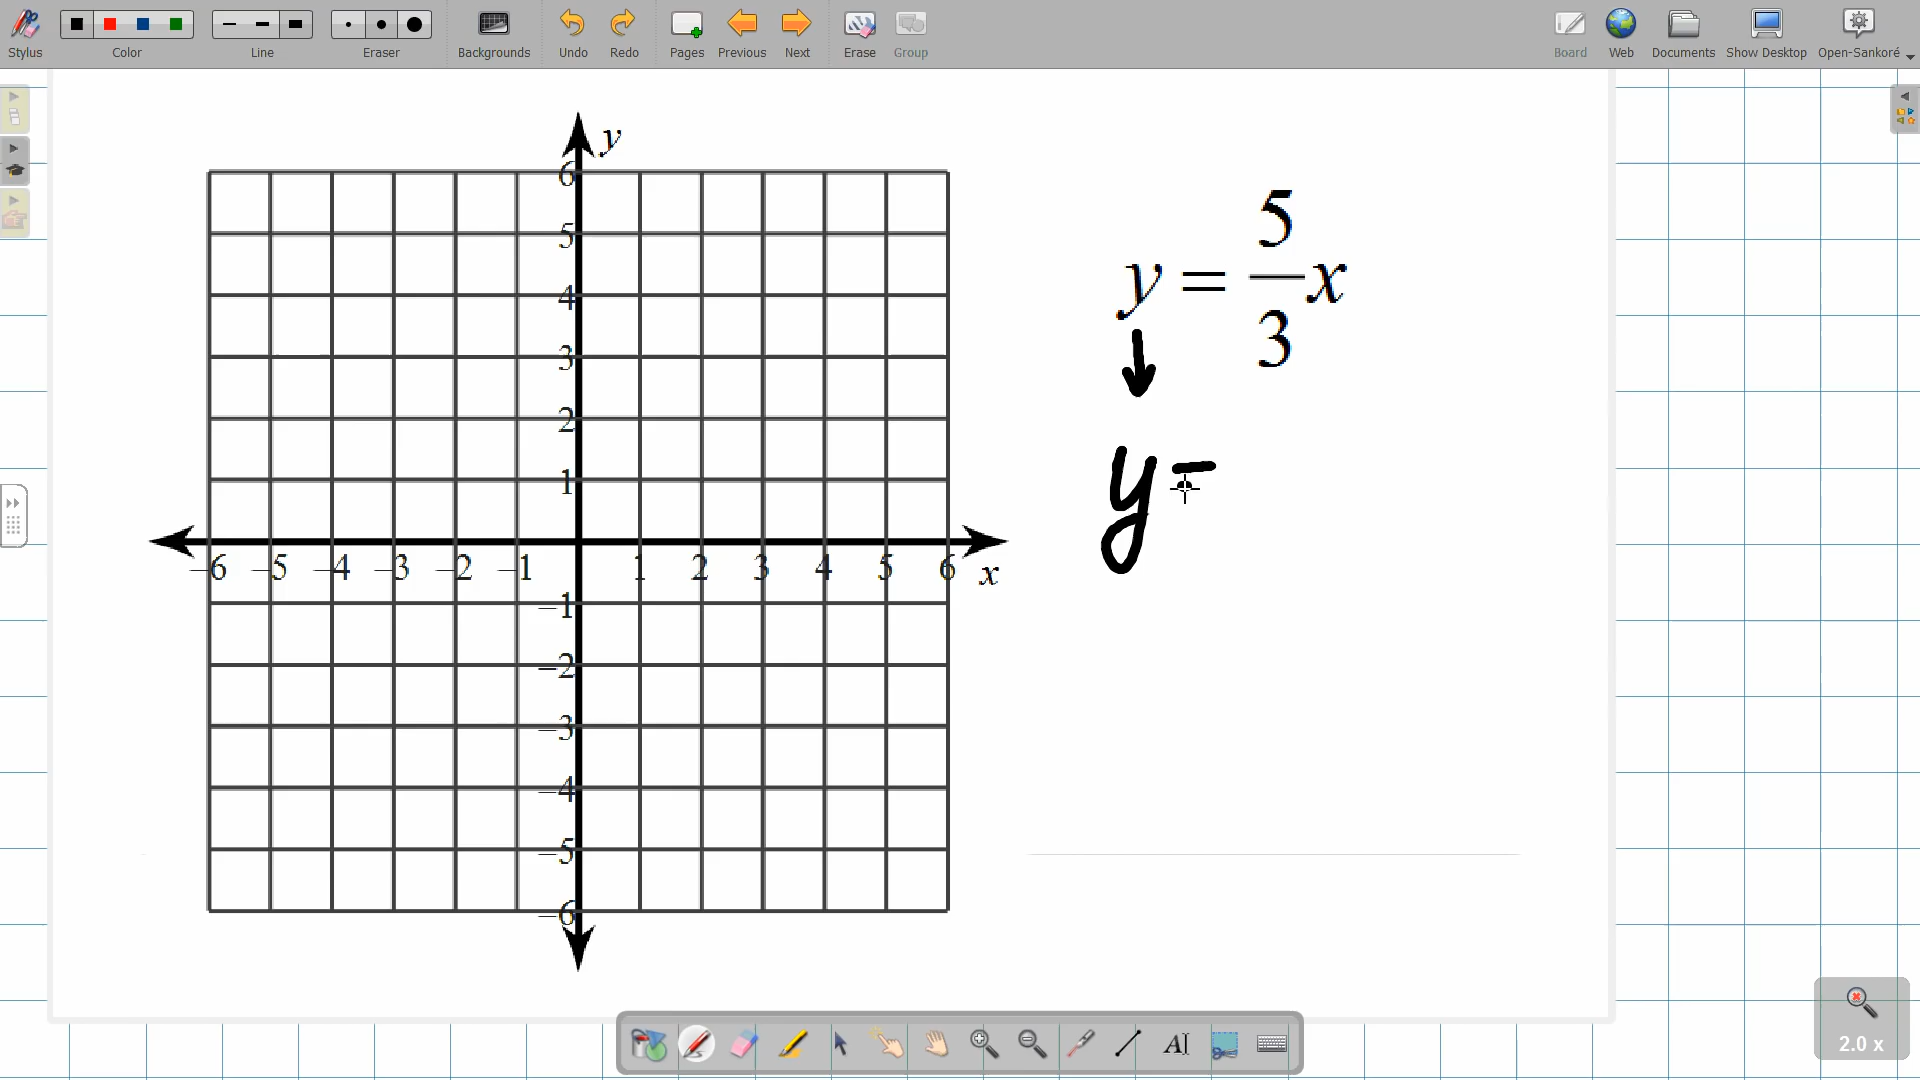 Stylus Color Line Eraser Backgrounds Undo Redo Pages Previous Next Erase Group Board Web Documents Show Desktop Open-Sankoré
y
6
5
4
3
2
1
−6 −5 −4 −3 −2 −1 1 2 3 4 5 6 x
−1
−2
−3
−4
−5
−6
y = 5/3 x
y =
2.0 x